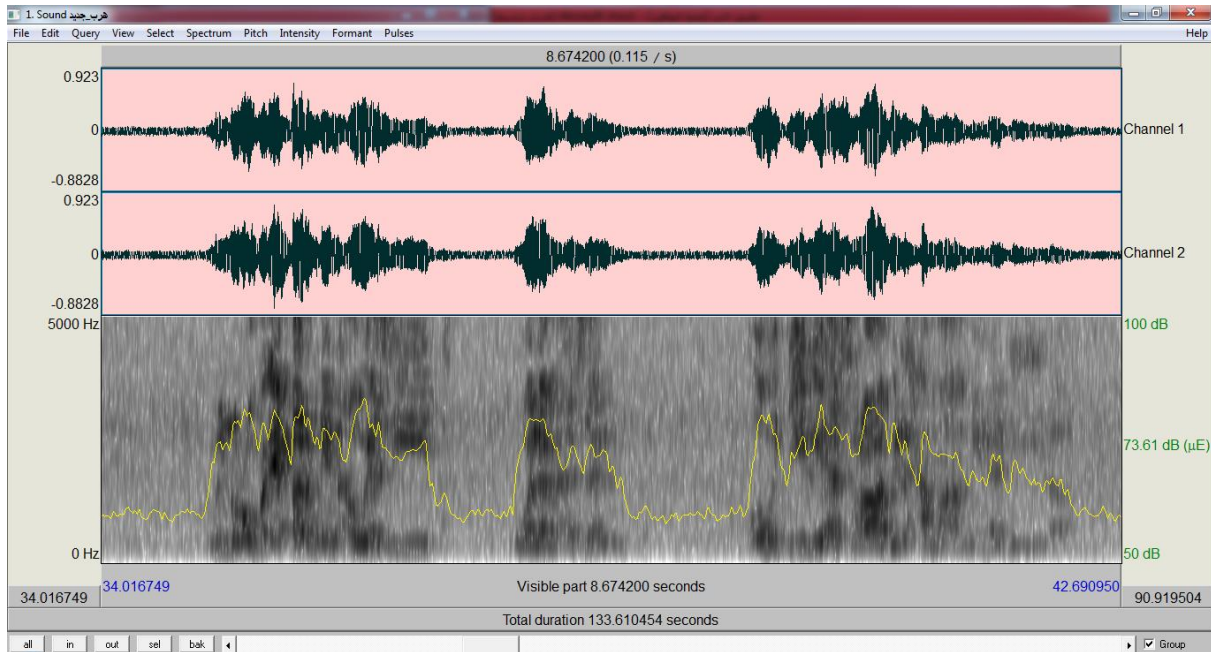 1. Sound هرب_جنيد
File Edit Query View Select Spectrum Pitch Intensity Formant Pulses Help
8.674200 (0.115 / s)
0.923
0
-0.8828
Channel 1
0.923
0
-0.8828
Channel 2
5000 Hz
0 Hz
100 dB
73.61 dB (µE)
50 dB
34.016749
34.016749 Visible part 8.674200 seconds 42.690950
90.919504
Total duration 133.610454 seconds
all in out sel bak Group